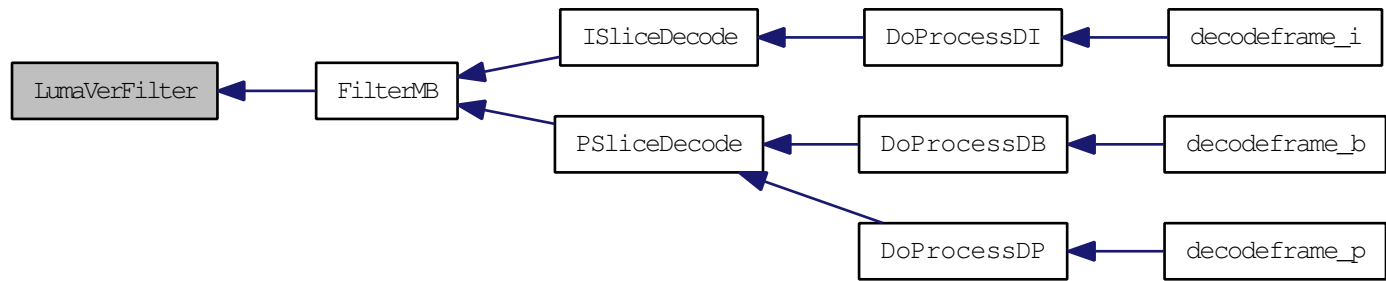 ISliceDecode
DoProcessDI
decodeframe_i
LumaVerFilter
FilterMB
PSliceDecode
DoProcessDB
decodeframe_b
DoProcessDP
decodeframe_p